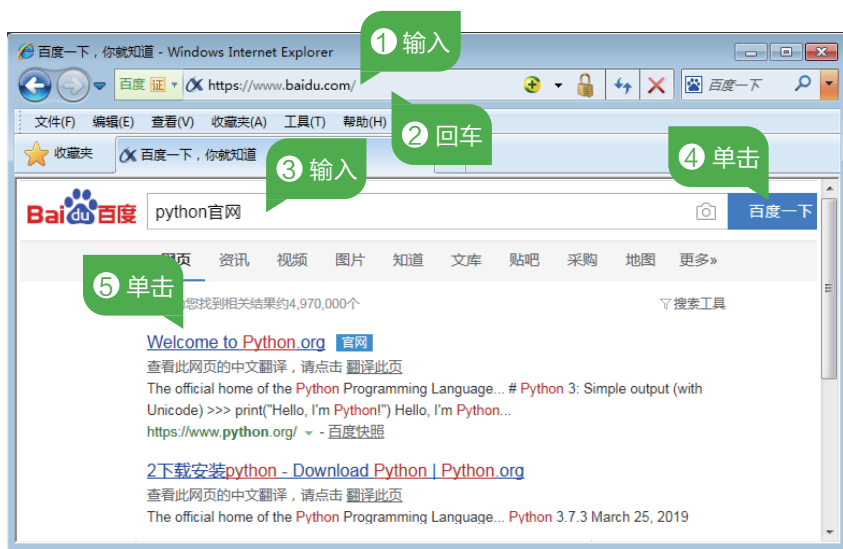 百度一下，你就知道 - Windows Internet Explorer
① 输入
百度 证 https://www.baidu.com/ 百度一下
文件(F) 编辑(E) 查看(V) 收藏夹(A) 工具(T) 帮助(H)
② 回车
收藏夹 百度一下，你就知道
③ 输入
④ 单击
Bai du 百度 python官网 百度一下
网页 资讯 视频 图片 知道 文库 贴吧 采购 地图 更多»
⑤ 单击
您找到相关结果约4,970,000个 搜索工具
Welcome to Python.org 官网
查看此网页的中文翻译，请点击 翻译此页
The official home of the Python Programming Language... # Python 3: Simple output (with
Unicode) >>> print("Hello, I'm Python!") Hello, I'm Python...
https://www.python.org/ - 百度快照
2下载安装python - Download Python | Python.org
查看此网页的中文翻译，请点击 翻译此页
The official home of the Python Programming Language... Python 3.7.3 March 25, 2019